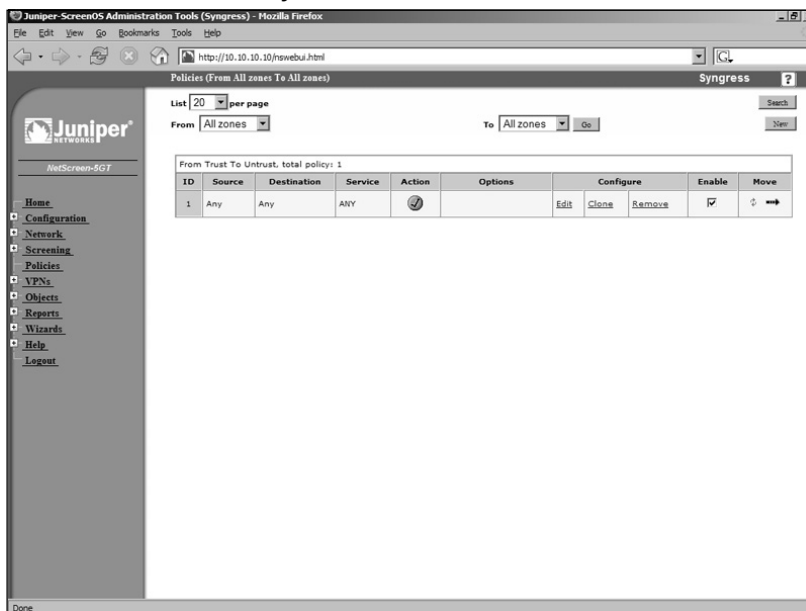 Juniper-ScreenOS Administration Tools (Syngress) - Mozilla Firefox
File Edit View Go Bookmarks Tools Help
http://10.10.10.10/nswebui.html
G
Policies (From All zones To All zones)
Syngress ?
List 20 per page
Search
From All zones To All zones Go
New
Juniper
NETWORKS
NetScreen-5GT
Home
Configuration
Network
Screening
Policies
VPNs
Objects
Reports
Wizards
Help
Logout
From Trust To Untrust, total policy: 1
ID Source Destination Service Action Options Configure Enable Move
1 Any Any ANY Edit Clone Remove
Done